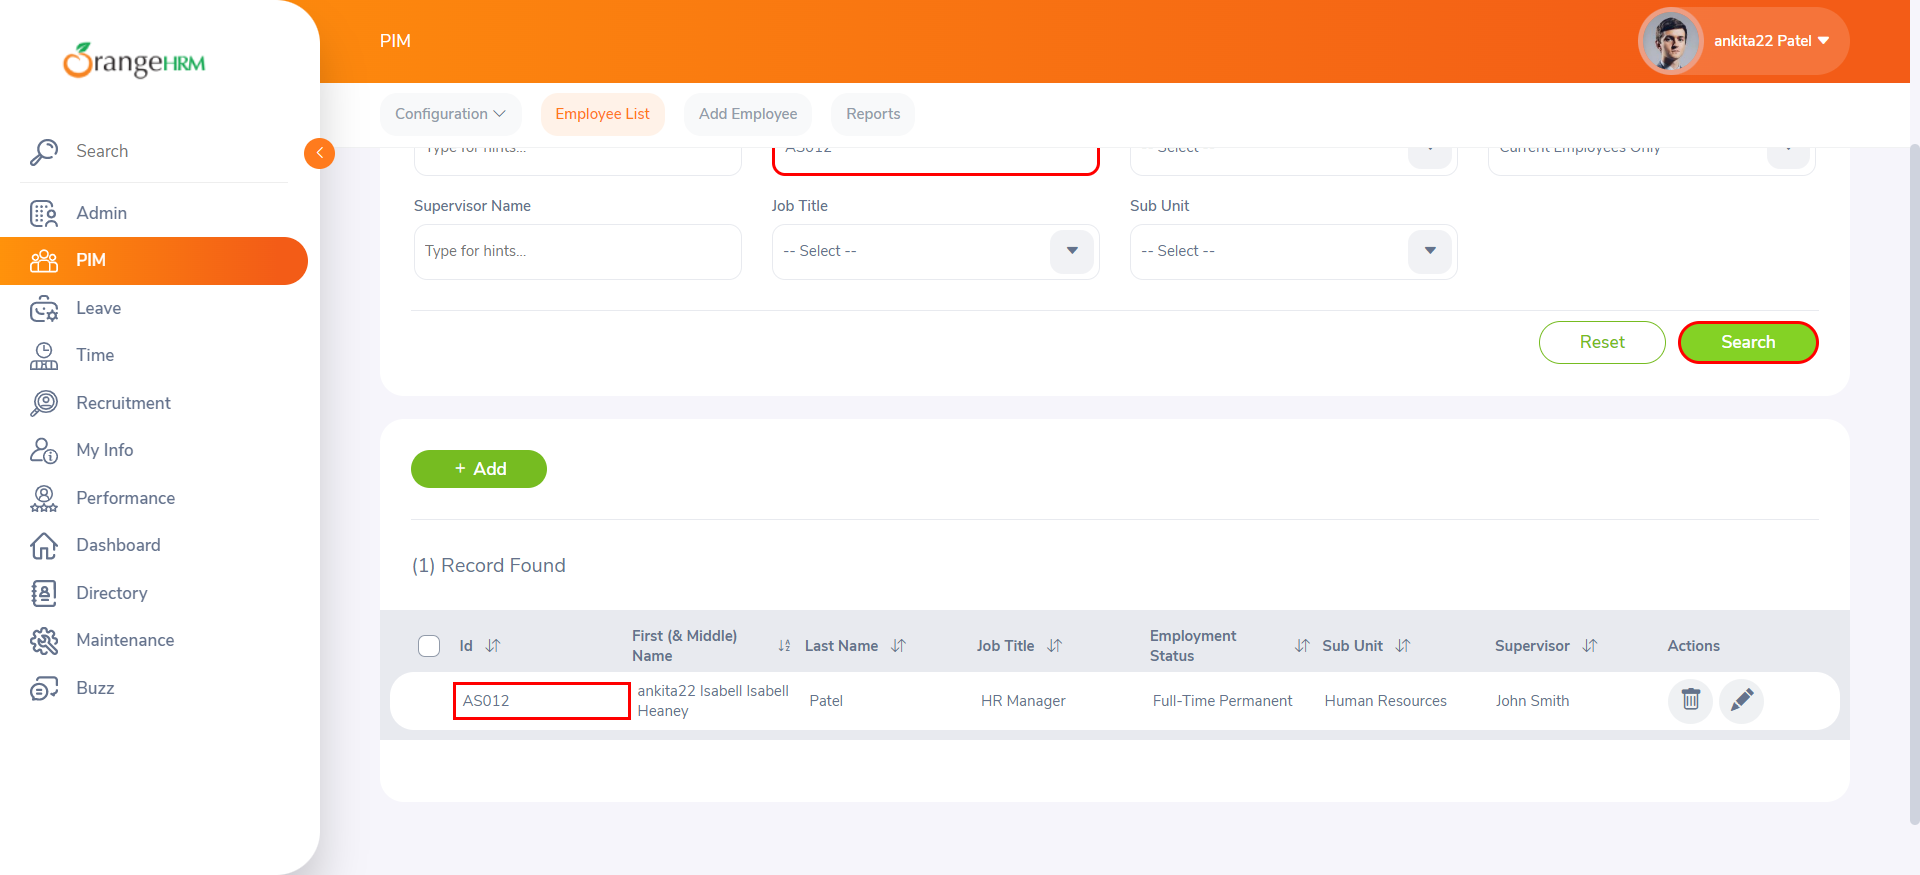 OrangeHRM
PIM
ankita22 Patel
Configuration
Employee List
Add Employee
Reports
Search
Admin
PIM
Leave
Time
Recruitment
My Info
Performance
Dashboard
Directory
Maintenance
Buzz
Type for hints...
AS012
-- Select --
Current Employees Only
Supervisor Name
Job Title
Sub Unit
Type for hints...
-- Select --
-- Select --
Reset
Search
+ Add
(1) Record Found
Id
First (& Middle)
Name
Last Name
Job Title
Employment
Status
Sub Unit
Supervisor
Actions
AS012
ankita22 Isabell Isabell
Heaney
Patel
HR Manager
Full-Time Permanent
Human Resources
John Smith